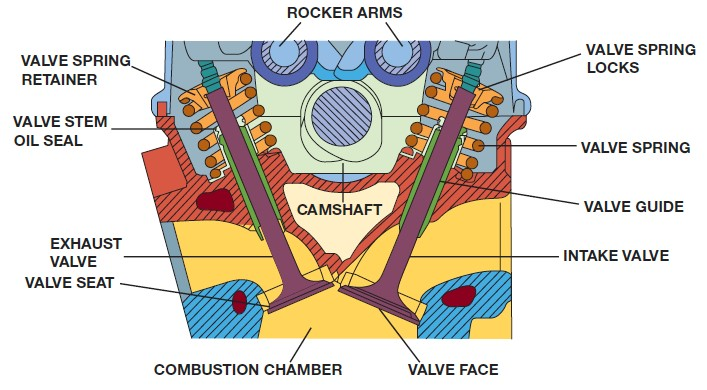 ROCKER ARMS
VALVE SPRING
RETAINER
VALVE SPRING
LOCKS
VALVE STEM
OIL SEAL
VALVE SPRING
CAMSHAFT
VALVE GUIDE
EXHAUST
VALVE
INTAKE VALVE
VALVE SEAT
COMBUSTION CHAMBER
VALVE FACE